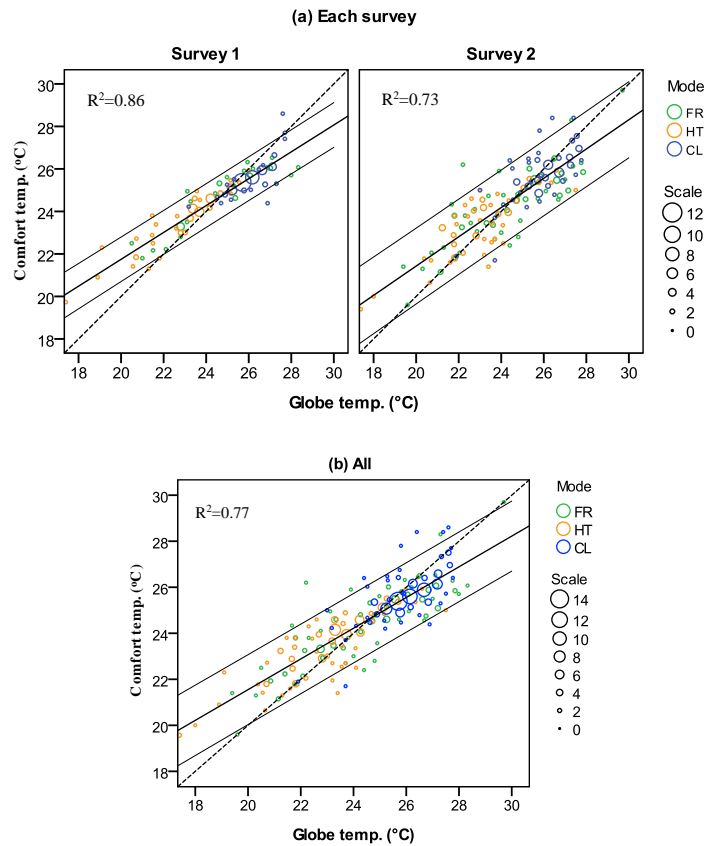 (a) Each survey
Survey 1
Survey 2
R²=0.86
R²=0.73
Comfort temp. (°C)
30
28
26
24
22
20
18
18 20 22 24 26 28 30
18 20 22 24 26 28 30
Globe temp. (°C)
Mode
FR
HT
CL
Scale
12
10
8
6
4
2
0
(b) All
R²=0.77
Comfort temp. (°C)
30
28
26
24
22
20
18
18 20 22 24 26 28 30
Globe temp. (°C)
Mode
FR
HT
CL
Scale
14
12
10
8
6
4
2
0